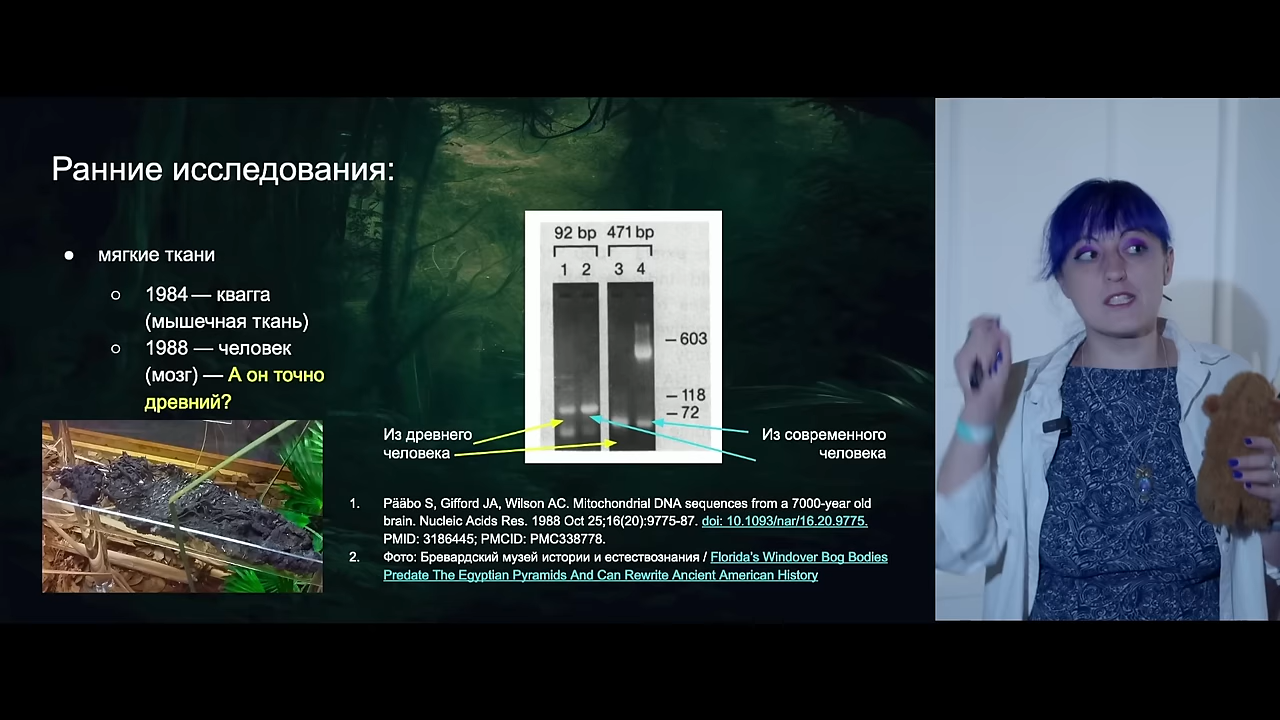 Ранние исследования:
● мягкие ткани
○ 1984 — квагга
(мышечная ткань)
○ 1988 — человек
(мозг) — А он точно
древний?
92 bp 471 bp
1 2 3 4
– 603
– 118
– 72
Из древнего
человека
Из современного
человека
1. Pääbo S, Gifford JA, Wilson AC. Mitochondrial DNA sequences from a 7000-year old
brain. Nucleic Acids Res. 1988 Oct 25;16(20):9775-87. doi: 10.1093/nar/16.20.9775.
PMID: 3186445; PMCID: PMC338778.
2. Фото: Бревардский музей истории и естествознания / Florida's Windover Bog Bodies
Predate The Egyptian Pyramids And Can Rewrite Ancient American History